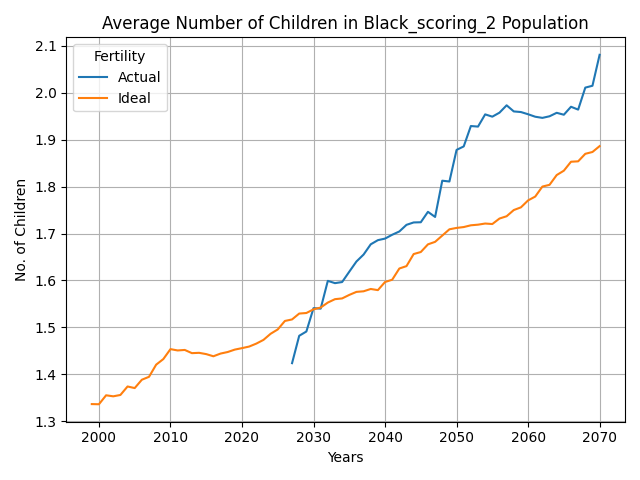 Average Number of Children in Black_scoring_2 Population
Fertility
Actual
Ideal
No. of Children
2.1
2.0
1.9
1.8
1.7
1.6
1.5
1.4
1.3
2000 2010 2020 2030 2040 2050 2060 2070
Years